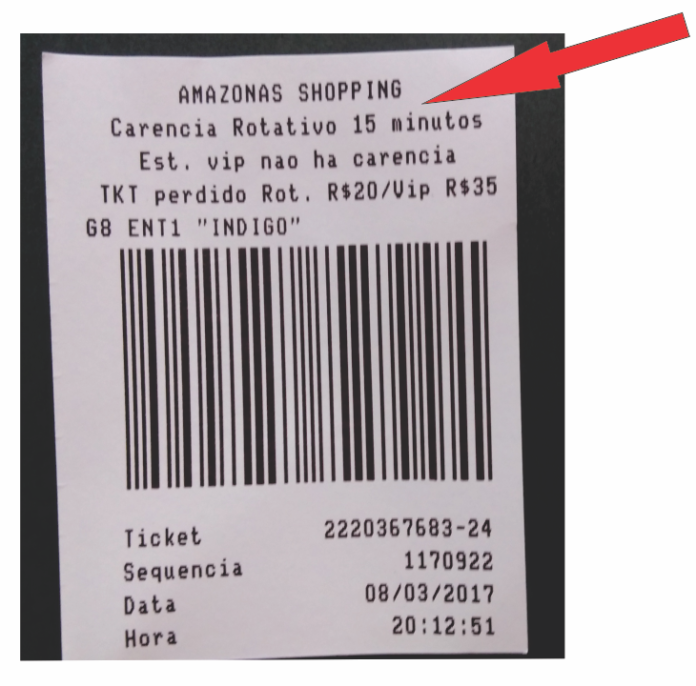 AMAZONAS SHOPPING
Carencia Rotativo 15 minutos
Est. vip nao ha carencia
TKT perdido Rot. R$20/Vip R$35
G8 ENT1 "INDIGO"
Ticket 2220367683-24
Sequencia 1170922
Data 08/03/2017
Hora 20:12:51